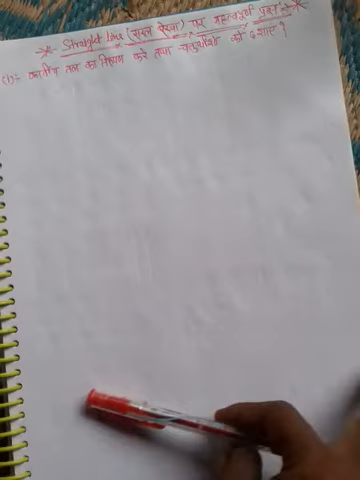 * Straight line (सरल रेखा) पर महत्वपूर्ण प्रश्न *
(1):- कार्तीय तल का निरूपण करे तथा चतुर्थांशो को दर्शाए ?